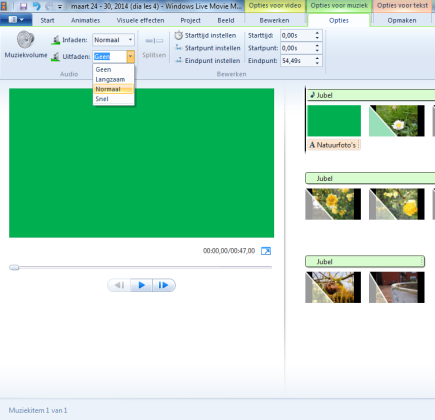 maart 24 - 30, 2014 (dia les 4) - Windows Live Movie M...
Opties voor video
Opties voor muziek
Opties voor tekst
Start
Animaties
Visuele effecten
Project
Beeld
Bewerken
Opties
Opmaken
Muziekvolume
Infaden:
Normaal
Uitfaden:
Geen
Geen
Langzaam
Normaal
Snel
Audio
Splitsen
Starttijd instellen
Startpunt instellen
Eindpunt instellen
Starttijd:
0,00s
Startpunt:
0,00s
Eindpunt:
54,49s
Bewerken
Jubel
A Natuurfoto's
Jubel
Jubel
00:00,00/00:47,00
Muziekitem 1 van 1